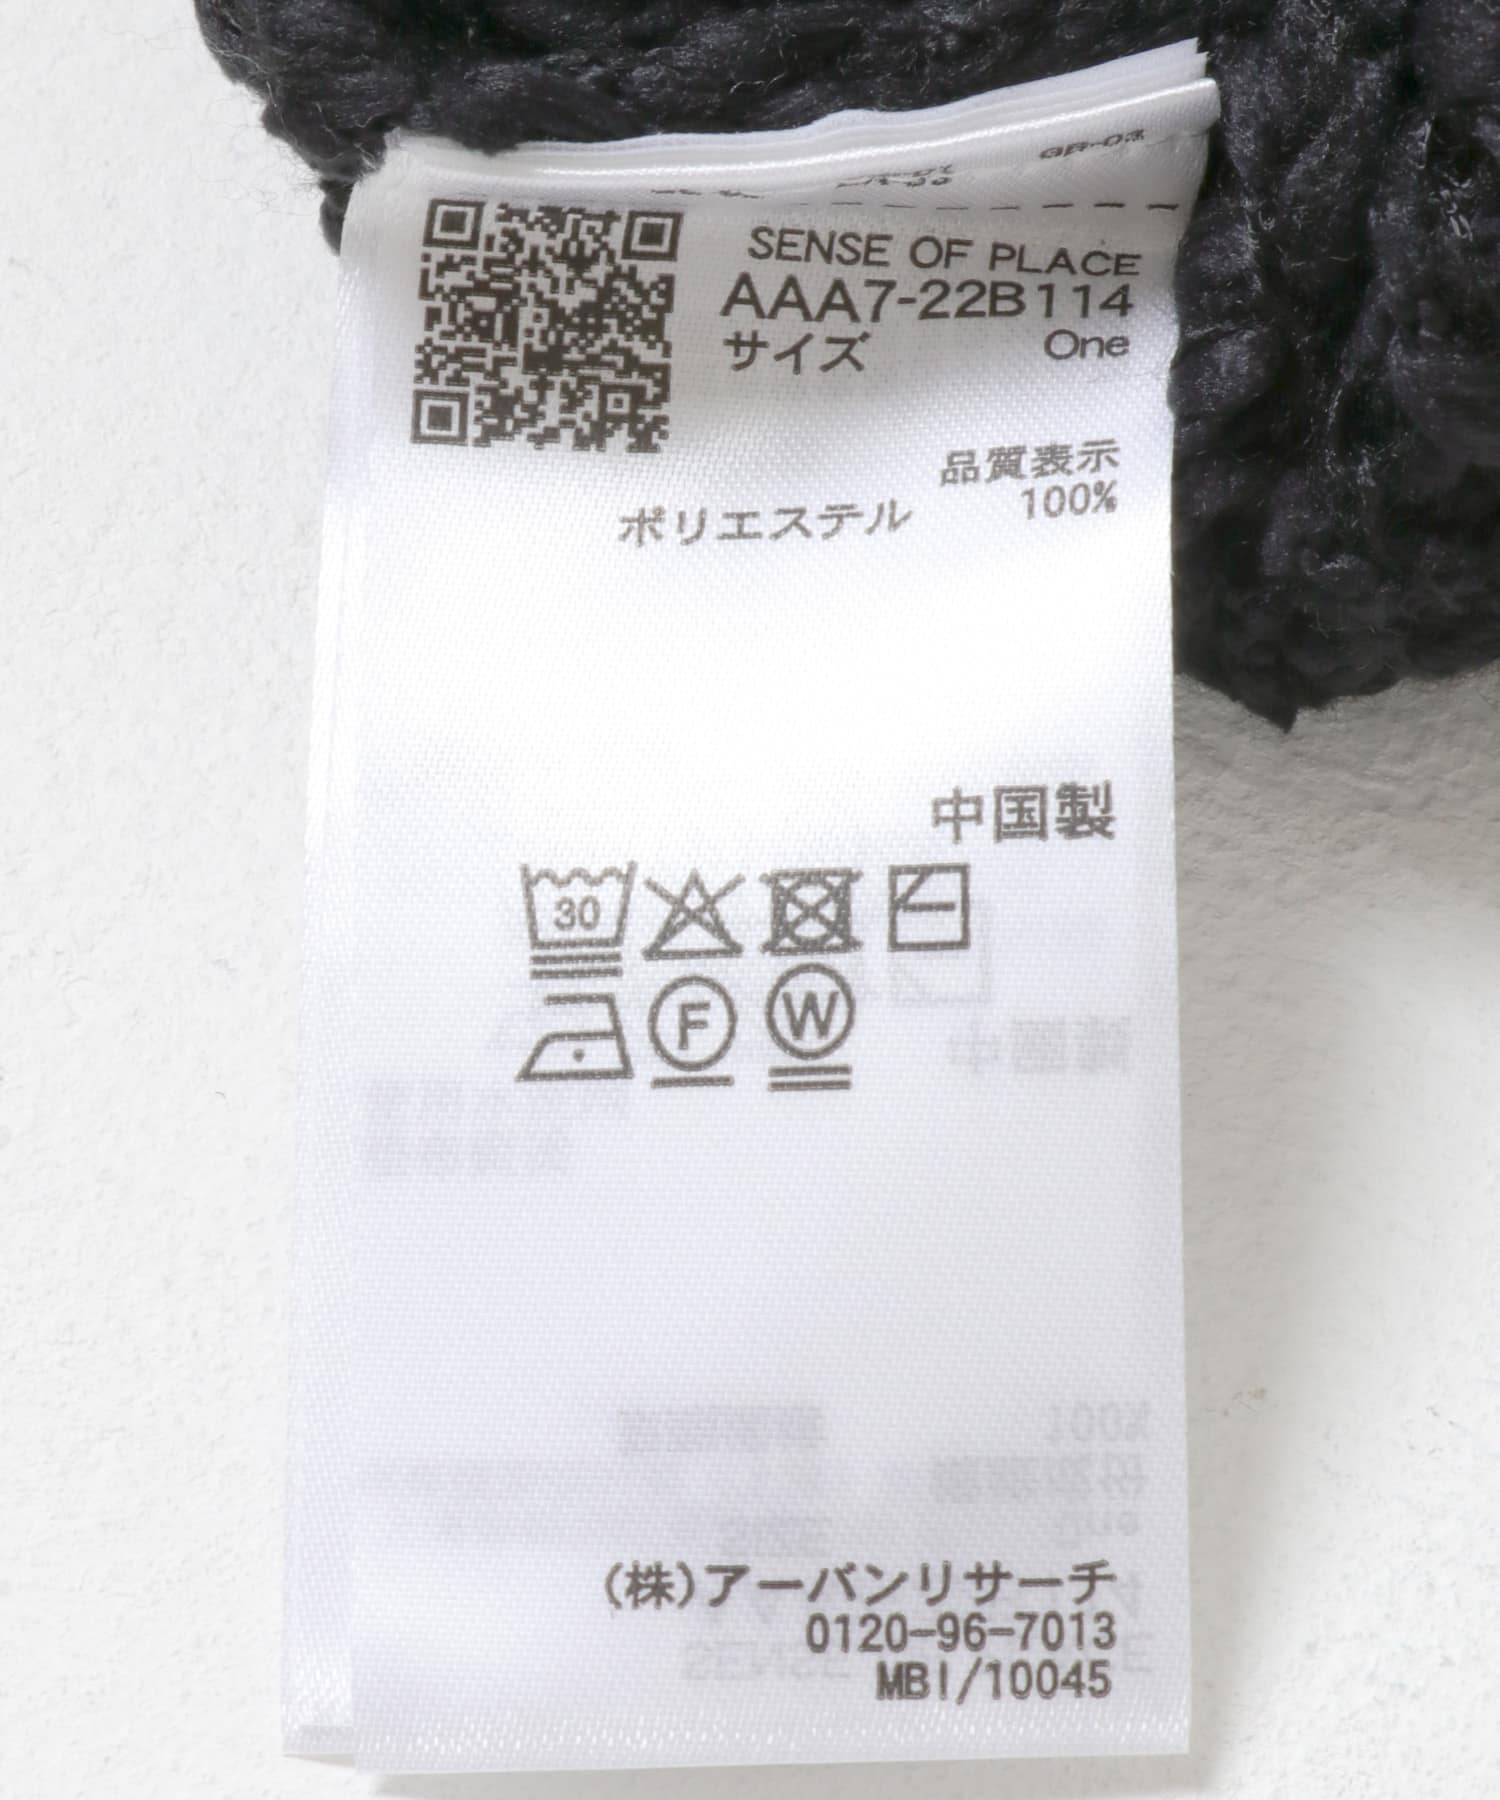 GR-03
SENSE OF PLACE
AAA7-22B114
サイズ One
品質表示
ポリエステル 100%
中国製
30
F W
(株)アーバンリサーチ
0120-96-7013
MBI/10045